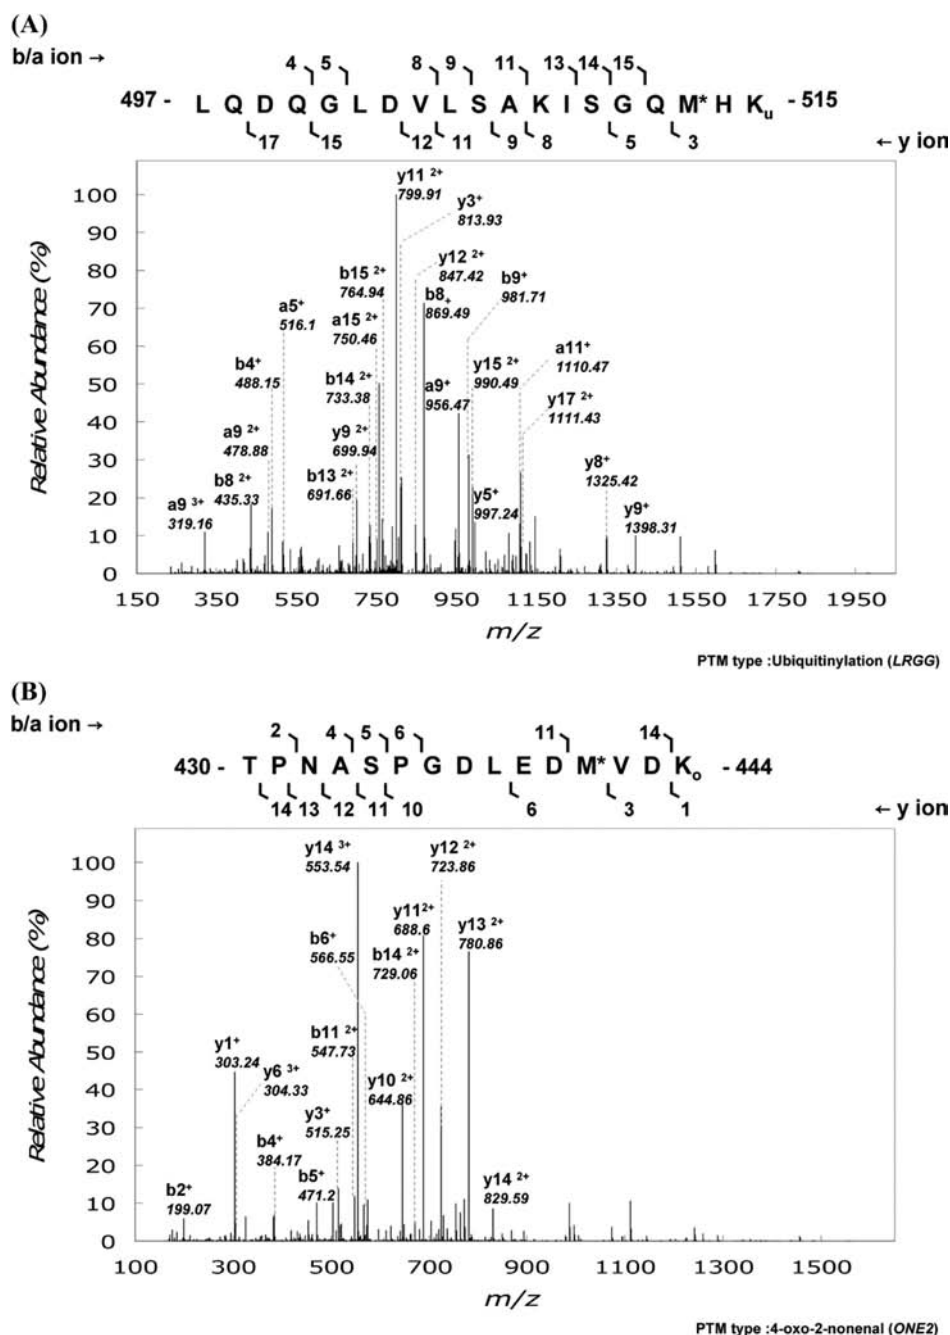 (A)
b/a ion →
4 5 8 9 11 13 14 15
497 - L Q D Q G L D V L S A K I S G Q M* H Ku - 515
17 15 12 11 9 8 5 3
← y ion
Relative Abundance (%)
100
90
80
70
60
50
40
30
20
10
0
y11 2+
799.91
y3+
813.93
y12 2+
847.42
b15 2+
764.94
b8+
869.49
b9+
981.71
a5+
516.1
a15 2+
750.46
b4+
488.15
b14 2+
733.38
a9+
956.47
y15 2+
990.49
a11+
1110.47
y17 2+
1111.43
a9 2+
478.88
y9 2+
699.94
b8 2+
435.33
b13 2+
691.66
y5+
997.24
y8+
1325.42
a9 3+
319.16
y9+
1398.31
150 350 550 750 950 1150 1350 1550 1750 1950
m/z
PTM type :Ubiquitinylation (LRGG)
(B)
b/a ion →
2 4 5 6 11 14
430 - T P N A S P G D L E D M* V D Ko - 444
14 13 12 11 10 6 3 1
← y ion
Relative Abundance (%)
100
90
80
70
60
50
40
30
20
10
0
y14 3+
553.54
y12 2+
723.86
b6+
566.55
y11 2+
688.6
b14 2+
729.06
y13 2+
780.86
y1+
303.24
b11 2+
547.73
y6 3+
304.33
y10 2+
644.86
y3+
515.25
b4+
384.17
b5+
471.2
b2+
199.07
y14 2+
829.59
100 300 500 700 900 1100 1300 1500
m/z
PTM type :4-oxo-2-nonenal (ONE2)